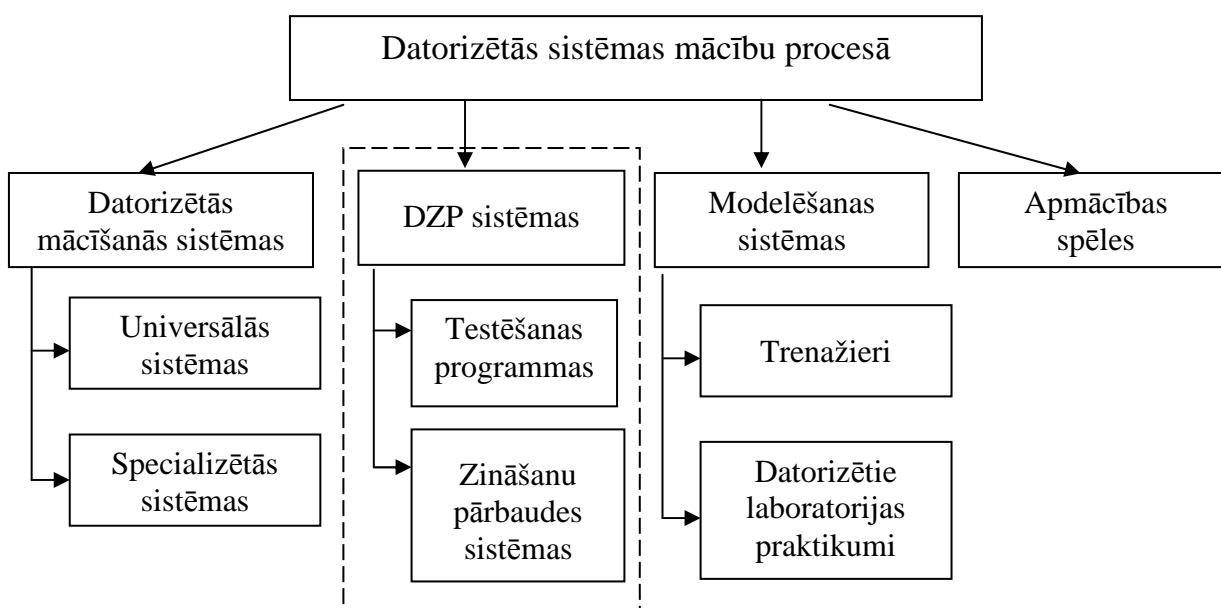 Datorizētās sistēmas mācību procesā
Datorizētās
mācīšanās sistēmas
DZP sistēmas
Modelēšanas
sistēmas
Apmācības
spēles
Universālās
sistēmas
Testēšanas
programmas
Trenažieri
Specializētās
sistēmas
Zināšanu
pārbaudes
sistēmas
Datorizētie
laboratorijas
praktikumi